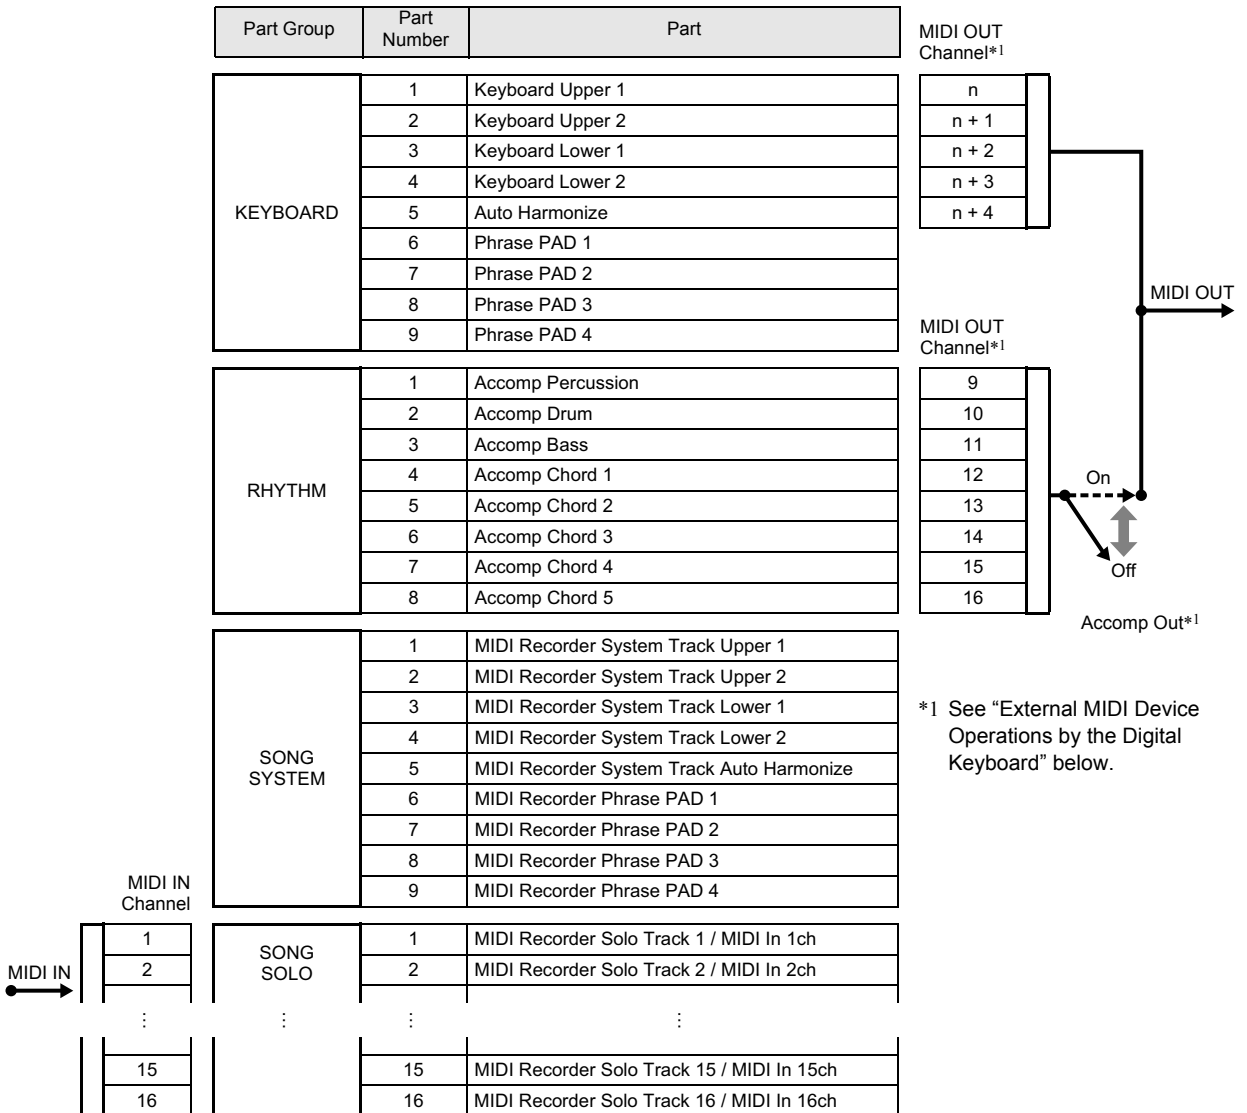 Part Group Part Number Part MIDI OUT Channel*1
KEYBOARD
1 Keyboard Upper 1 n
2 Keyboard Upper 2 n + 1
3 Keyboard Lower 1 n + 2
4 Keyboard Lower 2 n + 3
5 Auto Harmonize n + 4
6 Phrase PAD 1
7 Phrase PAD 2
8 Phrase PAD 3
9 Phrase PAD 4
MIDI OUT
MIDI OUT
Channel*1
RHYTHM
1 Accomp Percussion 9
2 Accomp Drum 10
3 Accomp Bass 11
4 Accomp Chord 1 12
5 Accomp Chord 2 13
6 Accomp Chord 3 14
7 Accomp Chord 4 15
8 Accomp Chord 5 16
On
Off
Accomp Out*1
SONG
SYSTEM
1 MIDI Recorder System Track Upper 1
2 MIDI Recorder System Track Upper 2
3 MIDI Recorder System Track Lower 1
4 MIDI Recorder System Track Lower 2
5 MIDI Recorder System Track Auto Harmonize
6 MIDI Recorder Phrase PAD 1
7 MIDI Recorder Phrase PAD 2
8 MIDI Recorder Phrase PAD 3
9 MIDI Recorder Phrase PAD 4
*1 See “External MIDI Device
Operations by the Digital
Keyboard” below.
MIDI IN
Channel
MIDI IN
SONG
SOLO
1 1 MIDI Recorder Solo Track 1 / MIDI In 1ch
2 2 MIDI Recorder Solo Track 2 / MIDI In 2ch
⋮ ⋮ ⋮ ⋮
15 15 MIDI Recorder Solo Track 15 / MIDI In 15ch
16 16 MIDI Recorder Solo Track 16 / MIDI In 16ch